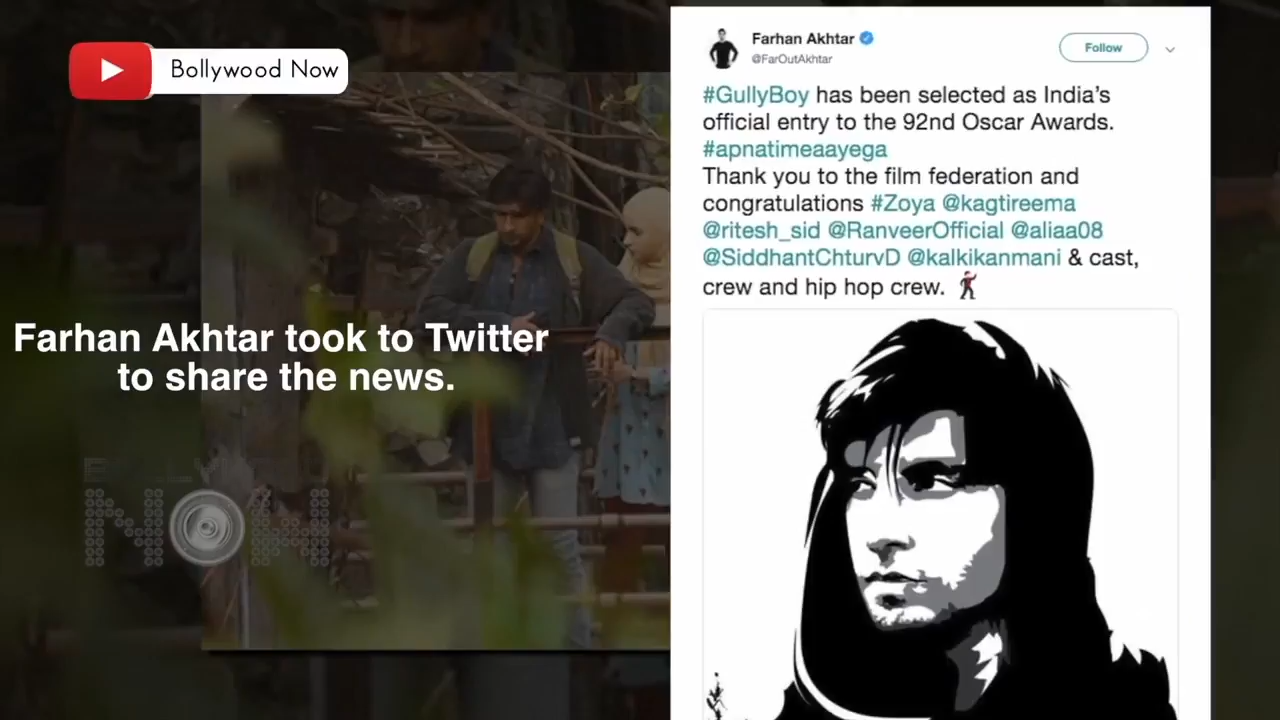 Bollywood Now
Farhan Akhtar took to Twitter
to share the news.
NOW
Farhan Akhtar
@FarOutAkhtar
Follow
#GullyBoy has been selected as India’s
official entry to the 92nd Oscar Awards.
#apnatimeaayega
Thank you to the film federation and
congratulations #Zoya @kagtireema
@ritesh_sid @RanveerOfficial @aliaa08
@SiddhantChturvD @kalkikanmani & cast,
crew and hip hop crew.